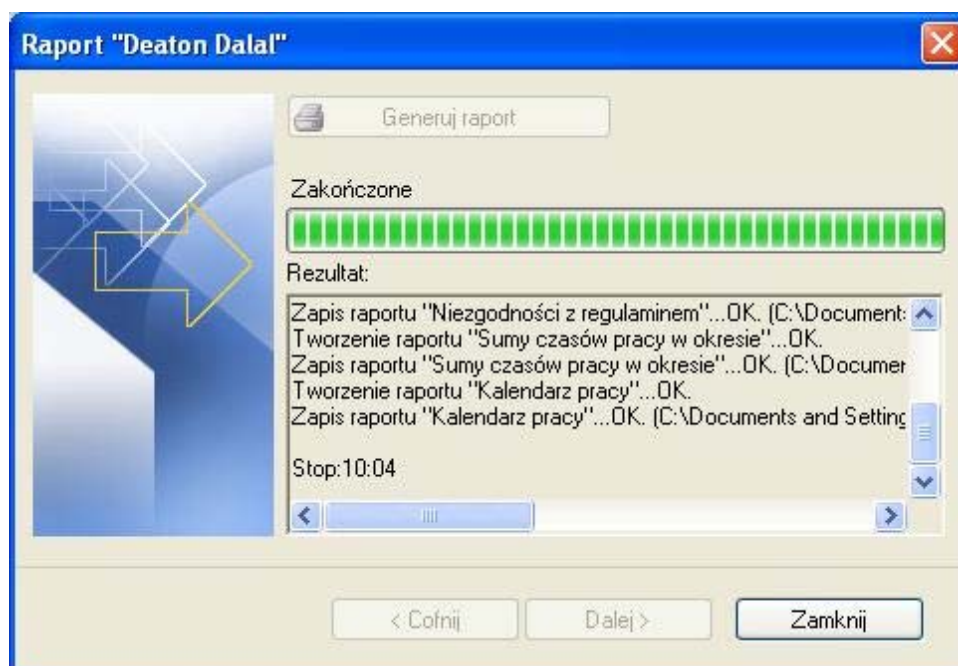 Raport "Deaton Dalal"
Generuj raport
Zakończone
Rezultat:
Zapis raportu "Niezgodności z regulaminem"...OK. (C:\Document
Tworzenie raportu "Sumy czasów pracy w okresie"...OK.
Zapis raportu "Sumy czasów pracy w okresie"...OK. (C:\Documer
Tworzenie raportu "Kalendarz pracy"...OK.
Zapis raportu "Kalendarz pracy"...OK. (C:\Documents and Setting
Stop:10:04
< Cofnij
Dalej >
Zamknij